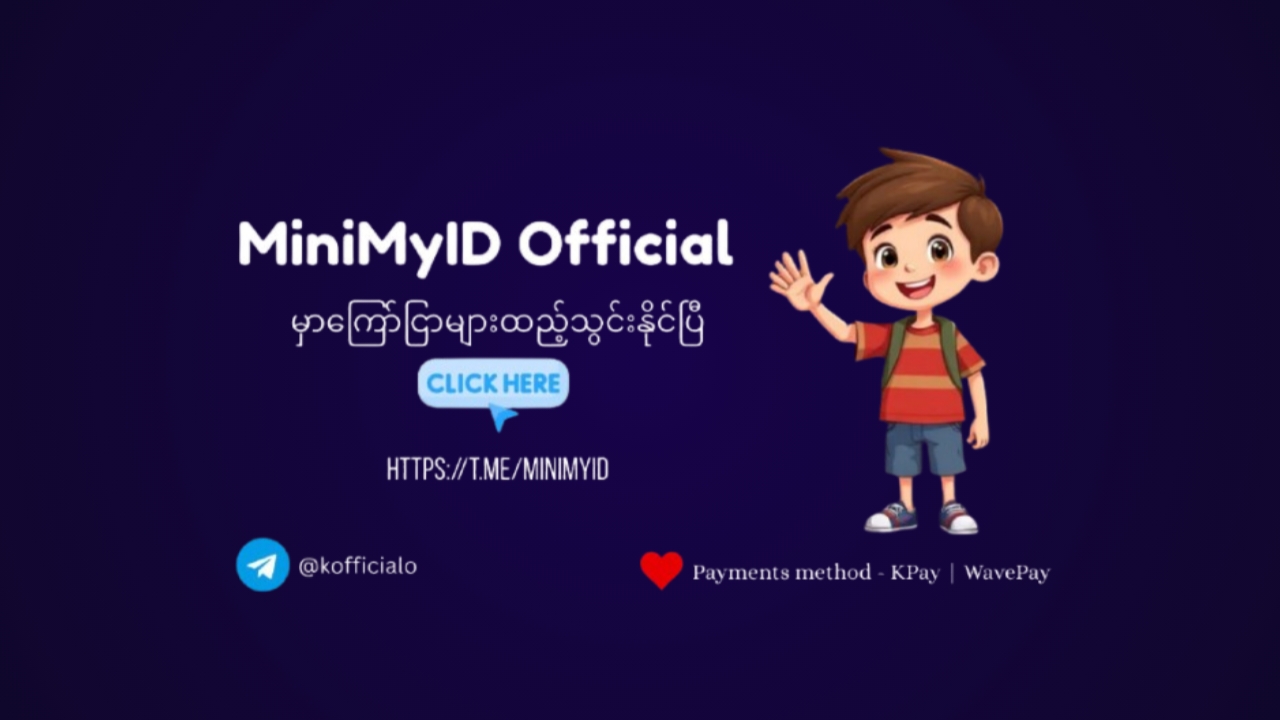 MiniMyID Official
မှာကြော်ငြာများထည့်သွင်းနိုင်ပြီ
CLICK HERE
HTTPS://T.ME/MINIMYID
@kofficialo
Payments method - KPay | WavePay